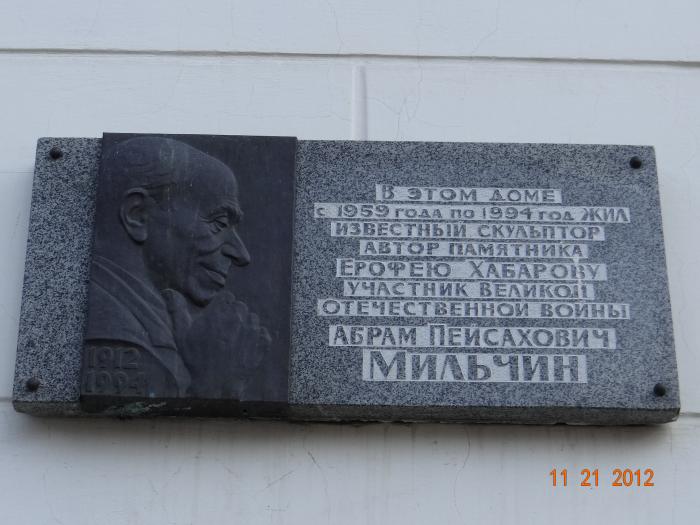 1912
1994
В ЭТОМ ДОМЕ
с 1959 года по 1994 год ЖИЛ
ИЗВЕСТНЫЙ СКУЛЬПТОР
АВТОР ПАМЯТНИКА
ЕРОФЕЮ ХАБАРОВУ
УЧАСТНИК ВЕЛИКОЙ
ОТЕЧЕСТВЕННОЙ ВОЙНЫ
АБРАМ ПЕЙСАХОВИЧ
МИЛЬЧИН
11 21 2012